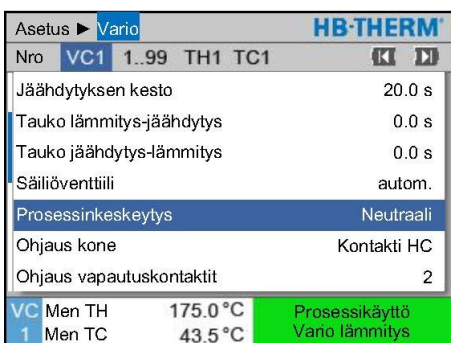 Asetus ► Vario HB-THERM®
Nro VC1 1..99 TH1 TC1
Jäähdytyksen kesto 20.0 s
Tauko lämmitys-jäähdytys 0.0 s
Tauko jäähdytys-lämmitys 0.0 s
Säiliöventtiili autom.
Prosessinkeskeytys Neutraali
Ohjaus kone Kontakti HC
Ohjaus vapautuskontaktit 2
VC Men TH 175.0 °C Prosessikäyttö
1 Men TC 43.5 °C Vario lämmitys